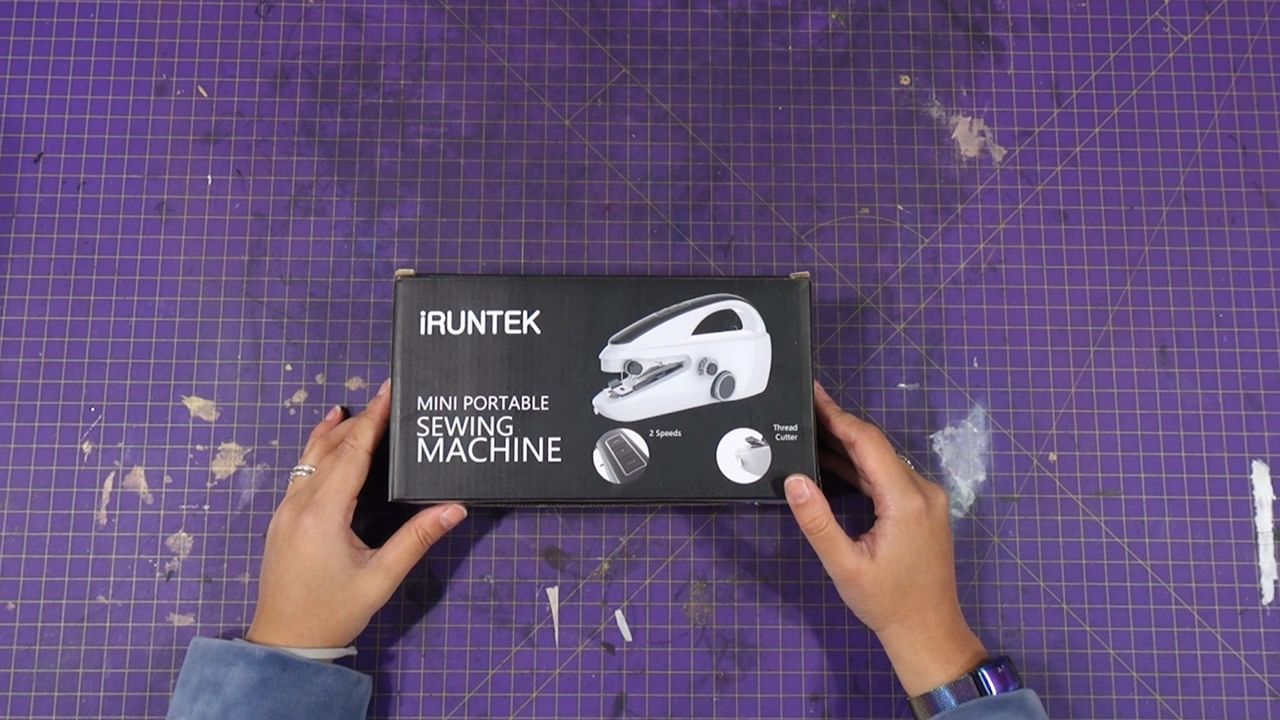 iRUNTEK
MINI PORTABLE
SEWING
MACHINE
2 Speeds
Thread
Cutter